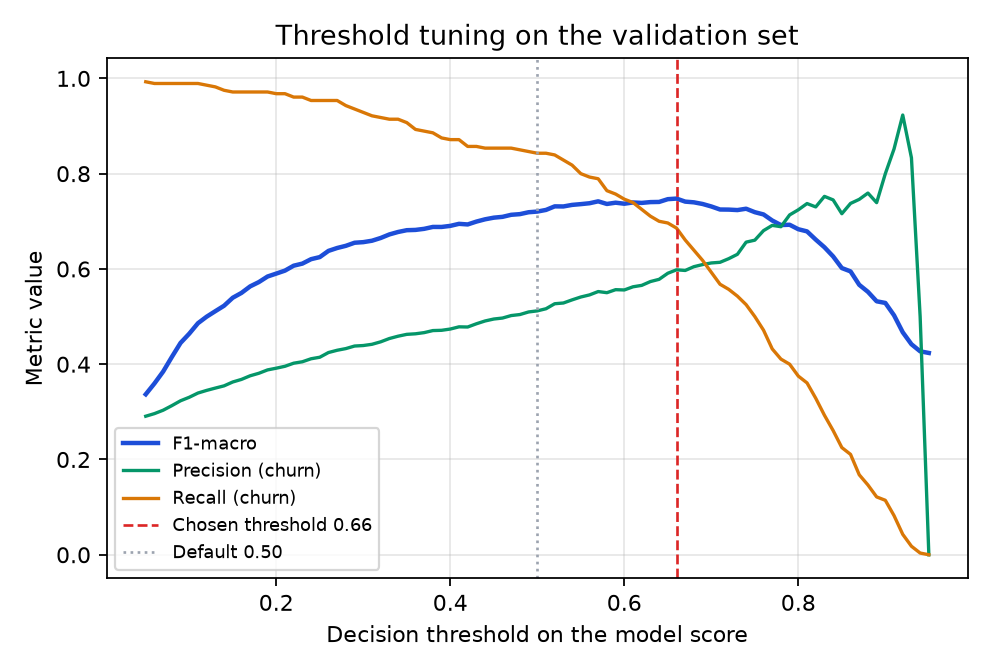 Threshold tuning on the validation set
Metric value
1.0
0.8
0.6
0.4
0.2
0.0
F1-macro
Precision (churn)
Recall (churn)
Chosen threshold 0.66
Default 0.50
0.2 0.4 0.6 0.8
Decision threshold on the model score